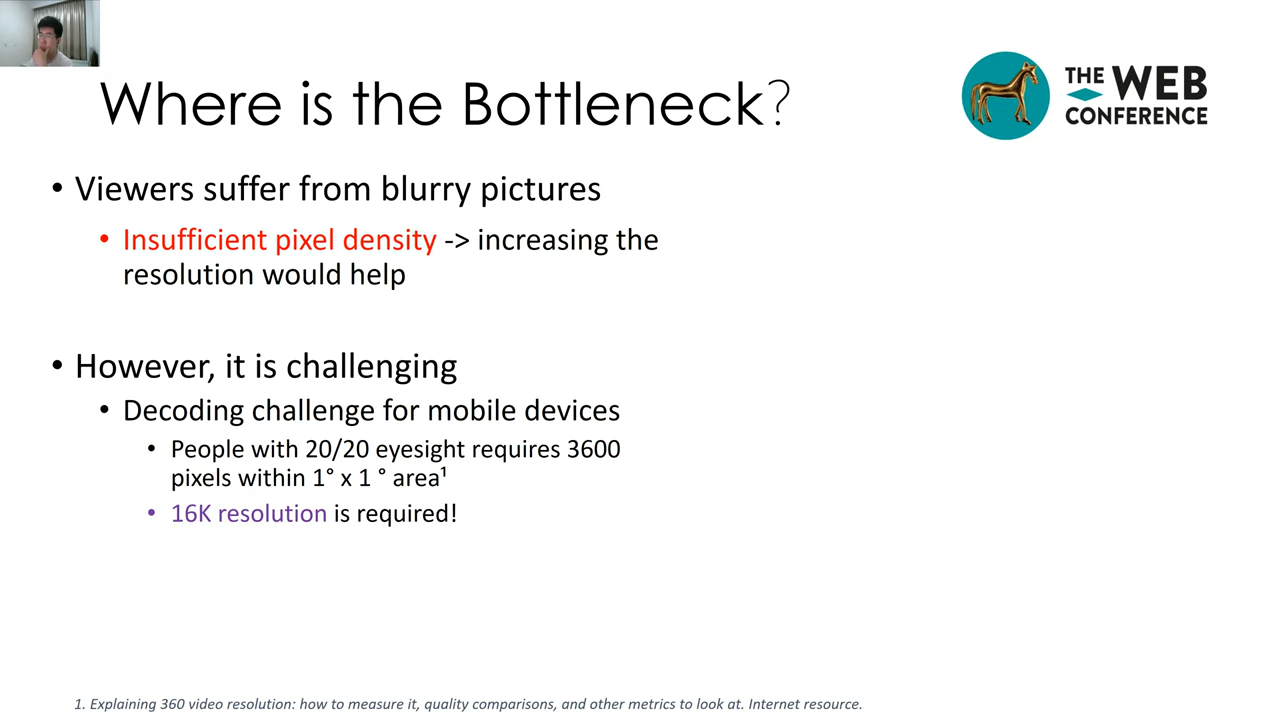 Where is the Bottleneck?
THE WEB
CONFERENCE
• Viewers suffer from blurry pictures
• Insufficient pixel density -> increasing the
resolution would help
• However, it is challenging
• Decoding challenge for mobile devices
• People with 20/20 eyesight requires 3600
pixels within 1° x 1 ° area¹
• 16K resolution is required!
1. Explaining 360 video resolution: how to measure it, quality comparisons, and other metrics to look at. Internet resource.